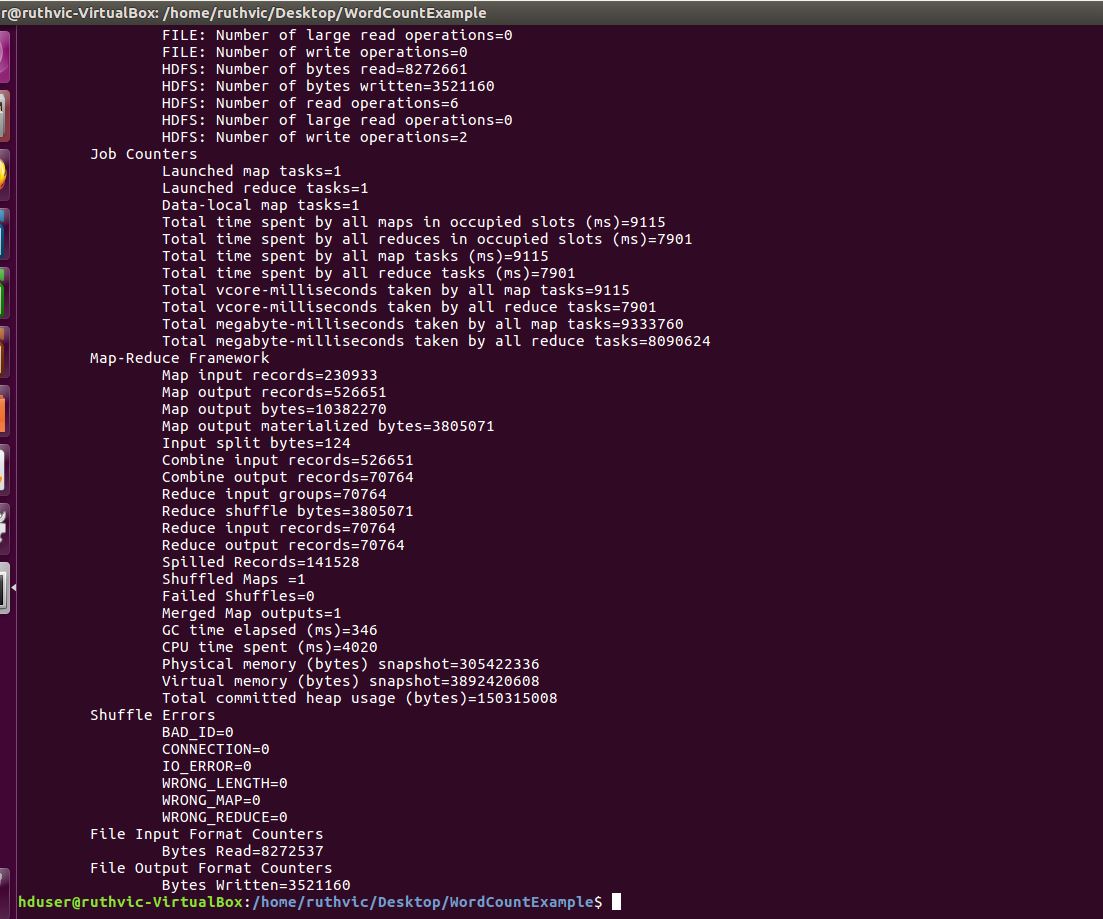 r@ruthvic-VirtualBox: /home/ruthvic/Desktop/WordCountExample
FILE: Number of large read operations=0
FILE: Number of write operations=0
HDFS: Number of bytes read=8272661
HDFS: Number of bytes written=3521160
HDFS: Number of read operations=6
HDFS: Number of large read operations=0
HDFS: Number of write operations=2
Job Counters
Launched map tasks=1
Launched reduce tasks=1
Data-local map tasks=1
Total time spent by all maps in occupied slots (ms)=9115
Total time spent by all reduces in occupied slots (ms)=7901
Total time spent by all map tasks (ms)=9115
Total time spent by all reduce tasks (ms)=7901
Total vcore-milliseconds taken by all map tasks=9115
Total vcore-milliseconds taken by all reduce tasks=7901
Total megabyte-milliseconds taken by all map tasks=9333760
Total megabyte-milliseconds taken by all reduce tasks=8090624
Map-Reduce Framework
Map input records=230933
Map output records=526651
Map output bytes=10382270
Map output materialized bytes=3805071
Input split bytes=124
Combine input records=526651
Combine output records=70764
Reduce input groups=70764
Reduce shuffle bytes=3805071
Reduce input records=70764
Reduce output records=70764
Spilled Records=141528
Shuffled Maps =1
Failed Shuffles=0
Merged Map outputs=1
GC time elapsed (ms)=346
CPU time spent (ms)=4020
Physical memory (bytes) snapshot=305422336
Virtual memory (bytes) snapshot=3892420608
Total committed heap usage (bytes)=150315008
Shuffle Errors
BAD_ID=0
CONNECTION=0
IO_ERROR=0
WRONG_LENGTH=0
WRONG_MAP=0
WRONG_REDUCE=0
File Input Format Counters
Bytes Read=8272537
File Output Format Counters
Bytes Written=3521160
hduser@ruthvic-VirtualBox:/home/ruthvic/Desktop/WordCountExample$